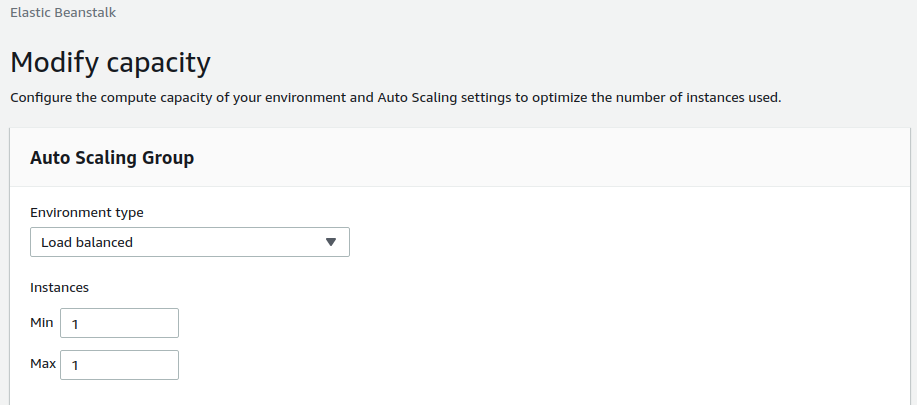 Elastic Beanstalk
Modify capacity
Configure the compute capacity of your environment and Auto Scaling settings to optimize the number of instances used.
Auto Scaling Group
Environment type
Load balanced
Instances
Min 1
Max 1